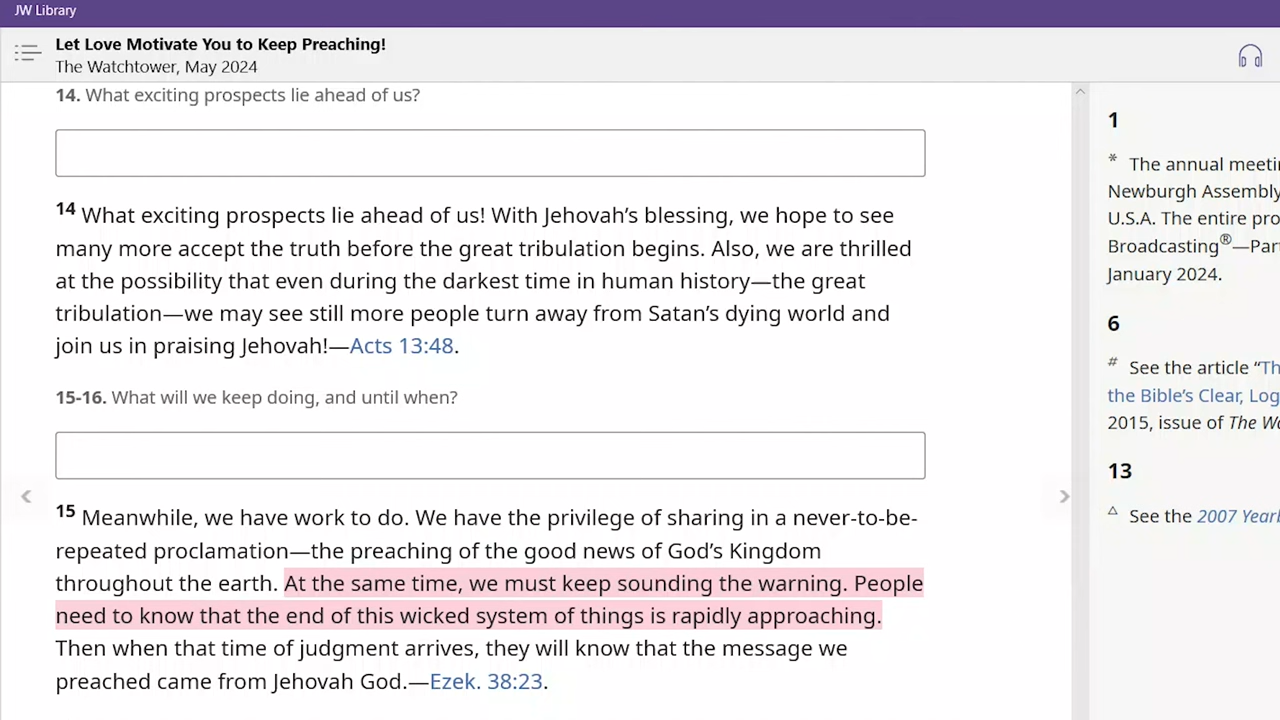 JW Library
Let Love Motivate You to Keep Preaching!
The Watchtower, May 2024
14. What exciting prospects lie ahead of us?
14 What exciting prospects lie ahead of us! With Jehovah’s blessing, we hope to see
many more accept the truth before the great tribulation begins. Also, we are thrilled
at the possibility that even during the darkest time in human history—the great
tribulation—we may see still more people turn away from Satan’s dying world and
join us in praising Jehovah!—Acts 13:48.
15-16. What will we keep doing, and until when?
15 Meanwhile, we have work to do. We have the privilege of sharing in a never-to-be-
repeated proclamation—the preaching of the good news of God’s Kingdom
throughout the earth. At the same time, we must keep sounding the warning. People
need to know that the end of this wicked system of things is rapidly approaching.
Then when that time of judgment arrives, they will know that the message we
preached came from Jehovah God.—Ezek. 38:23.
1
* The annual meeti
Newburgh Assembly
U.S.A. The entire pro
Broadcasting®—Par
January 2024.
6
# See the article “Th
the Bible’s Clear, Log
2015, issue of The Wa
13
△ See the 2007 Year